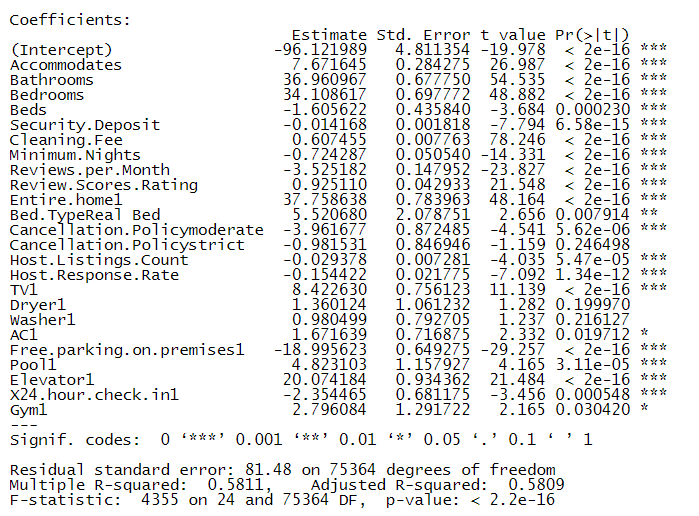 Coefficients:
Estimate Std. Error t value Pr(>|t|)
(Intercept) -96.121989 4.811354 -19.978 < 2e-16 ***
Accommodates 7.671645 0.284275 26.987 < 2e-16 ***
Bathrooms 36.960967 0.677750 54.535 < 2e-16 ***
Bedrooms 34.108617 0.697772 48.882 < 2e-16 ***
Beds -1.605622 0.435840 -3.684 0.000230 ***
Security.Deposit -0.014168 0.001818 -7.794 6.58e-15 ***
Cleaning.Fee 0.607455 0.007763 78.246 < 2e-16 ***
Minimum.Nights -0.724287 0.050540 -14.331 < 2e-16 ***
Reviews.per.Month -3.525182 0.147952 -23.827 < 2e-16 ***
Review.Scores.Rating 0.925110 0.042933 21.548 < 2e-16 ***
Entire.home1 37.758638 0.783963 48.164 < 2e-16 ***
Bed.TypeReal Bed 5.520680 2.078751 2.656 0.007914 **
Cancellation.Policymoderate -3.961677 0.872485 -4.541 5.62e-06 ***
Cancellation.Policystrict -0.981531 0.846946 -1.159 0.246498
Host.Listings.Count -0.029378 0.007281 -4.035 5.47e-05 ***
Host.Response.Rate -0.154422 0.021775 -7.092 1.34e-12 ***
TV1 8.422630 0.756123 11.139 < 2e-16 ***
Dryer1 1.360124 1.061232 1.282 0.199970
Washer1 0.980499 0.792705 1.237 0.216127
AC1 1.671639 0.716875 2.332 0.019712 *
Free.parking.on.premises1 -18.995623 0.649275 -29.257 < 2e-16 ***
Pool1 4.823103 1.157927 4.165 3.11e-05 ***
Elevator1 20.074184 0.934362 21.484 < 2e-16 ***
X24.hour.check.in1 -2.354465 0.681175 -3.456 0.000548 ***
Gym1 2.796084 1.291722 2.165 0.030420 *
---
Signif. codes: 0 ‘***’ 0.001 ‘**’ 0.01 ‘*’ 0.05 ‘.’ 0.1 ‘ ’ 1
Residual standard error: 81.48 on 75364 degrees of freedom
Multiple R-squared: 0.5811, Adjusted R-squared: 0.5809
F-statistic: 4355 on 24 and 75364 DF, p-value: < 2.2e-16